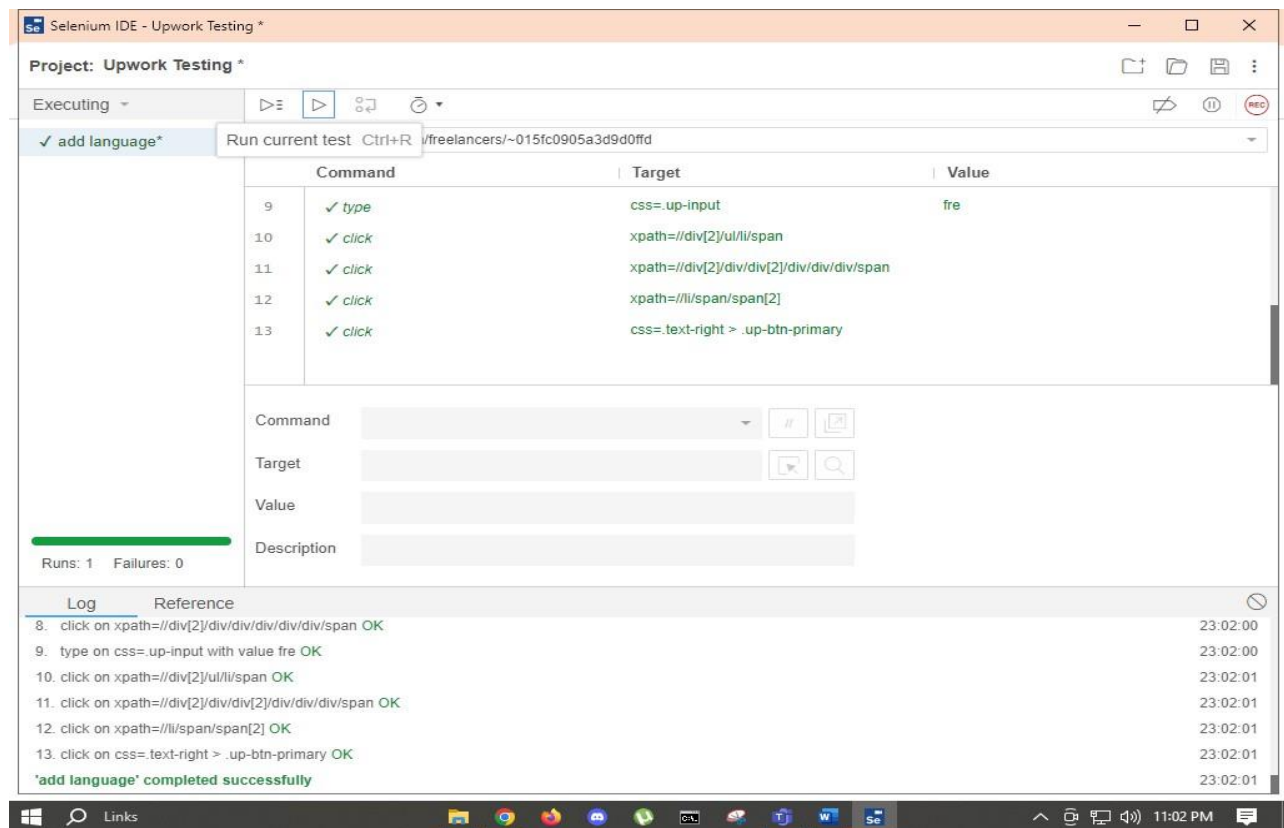 Se Selenium IDE - Upwork Testing *
Project: Upwork Testing *
Executing
REC
✓ add language*
Run current test Ctrl+R
/freelancers/~015fc0905a3d9d0ffd
Command Target Value
9 ✓ type css=.up-input fre
10 ✓ click xpath=//div[2]/ul/li/span
11 ✓ click xpath=//div[2]/div/div[2]/div/div/div/span
12 ✓ click xpath=//li/span/span[2]
13 ✓ click css=.text-right > .up-btn-primary
Command //
Target
Value
Description
Runs: 1 Failures: 0
Log Reference
8. click on xpath=//div[2]/div/div/div/div/div/span OK 23:02:00
9. type on css=.up-input with value fre OK 23:02:00
10. click on xpath=//div[2]/ul/li/span OK 23:02:01
11. click on xpath=//div[2]/div/div[2]/div/div/div/span OK 23:02:01
12. click on xpath=//li/span/span[2] OK 23:02:01
13. click on css=.text-right > .up-btn-primary OK 23:02:01
'add language' completed successfully 23:02:01
Links 11:02 PM